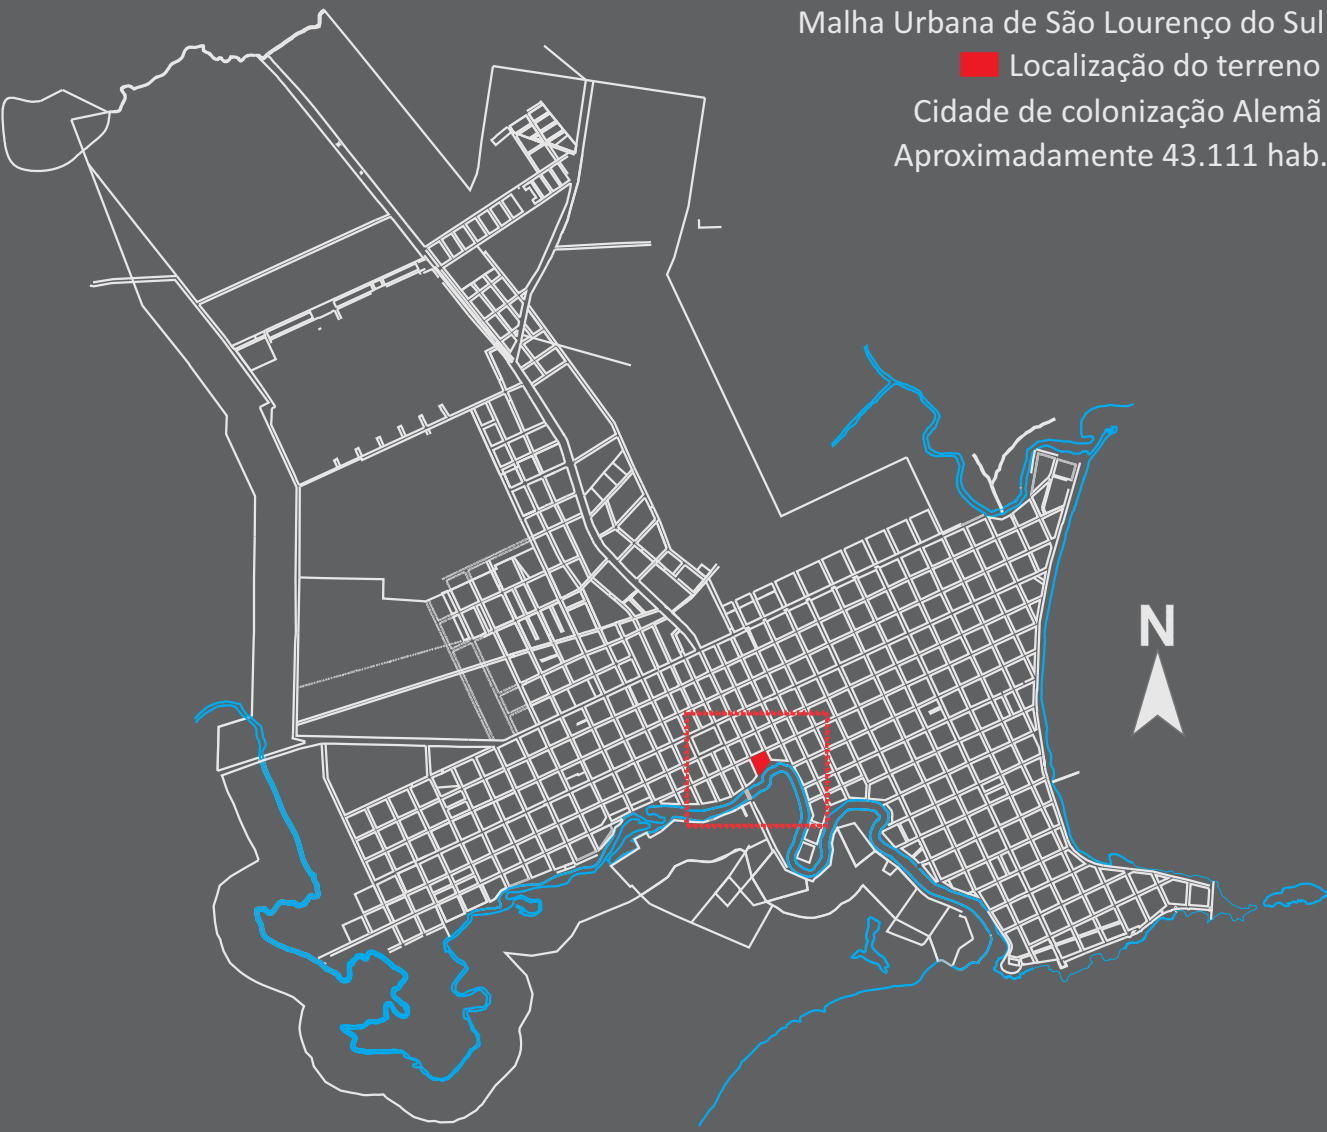 Malha Urbana de São Lourenço do Sul
Localização do terreno
Cidade de colonização Alemã
Aproximadamente 43.111 hab.
N